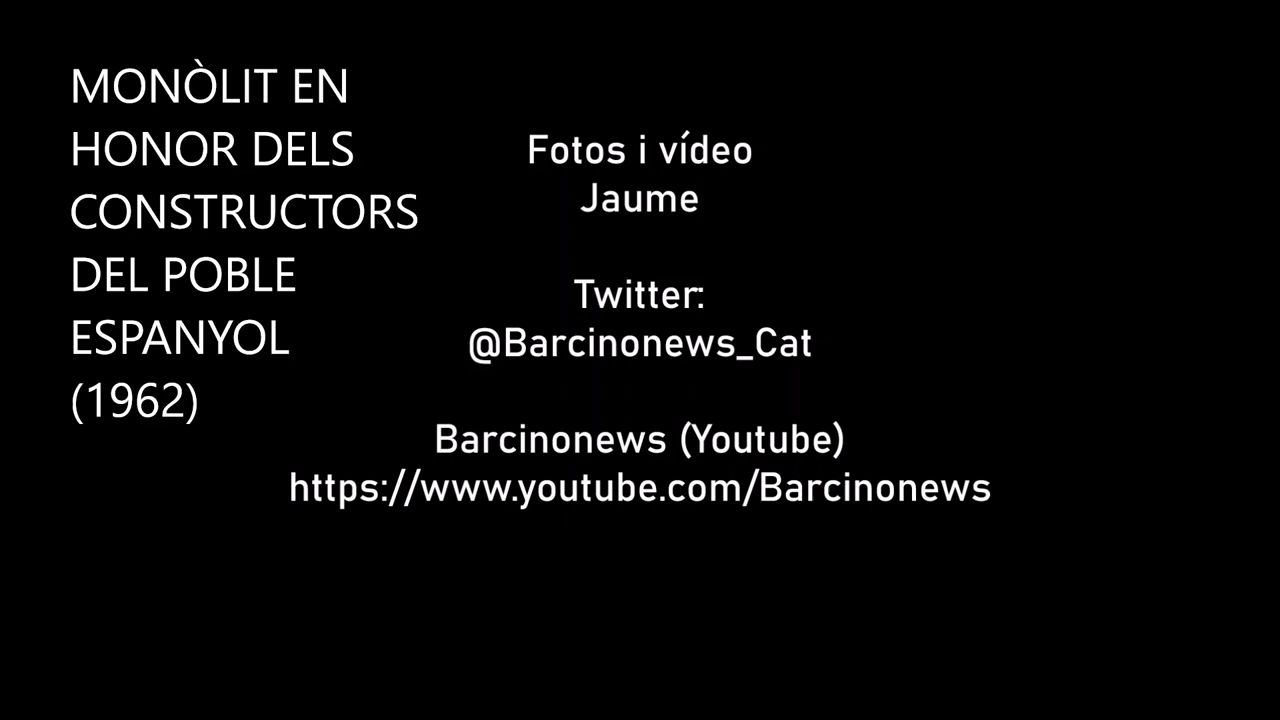 MONÒLIT EN
HONOR DELS
CONSTRUCTORS
DEL POBLE
ESPANYOL
(1962)
Fotos i vídeo
Jaume
Twitter:
@Barcinonews_Cat
Barcinonews (Youtube)
https://www.youtube.com/Barcinonews